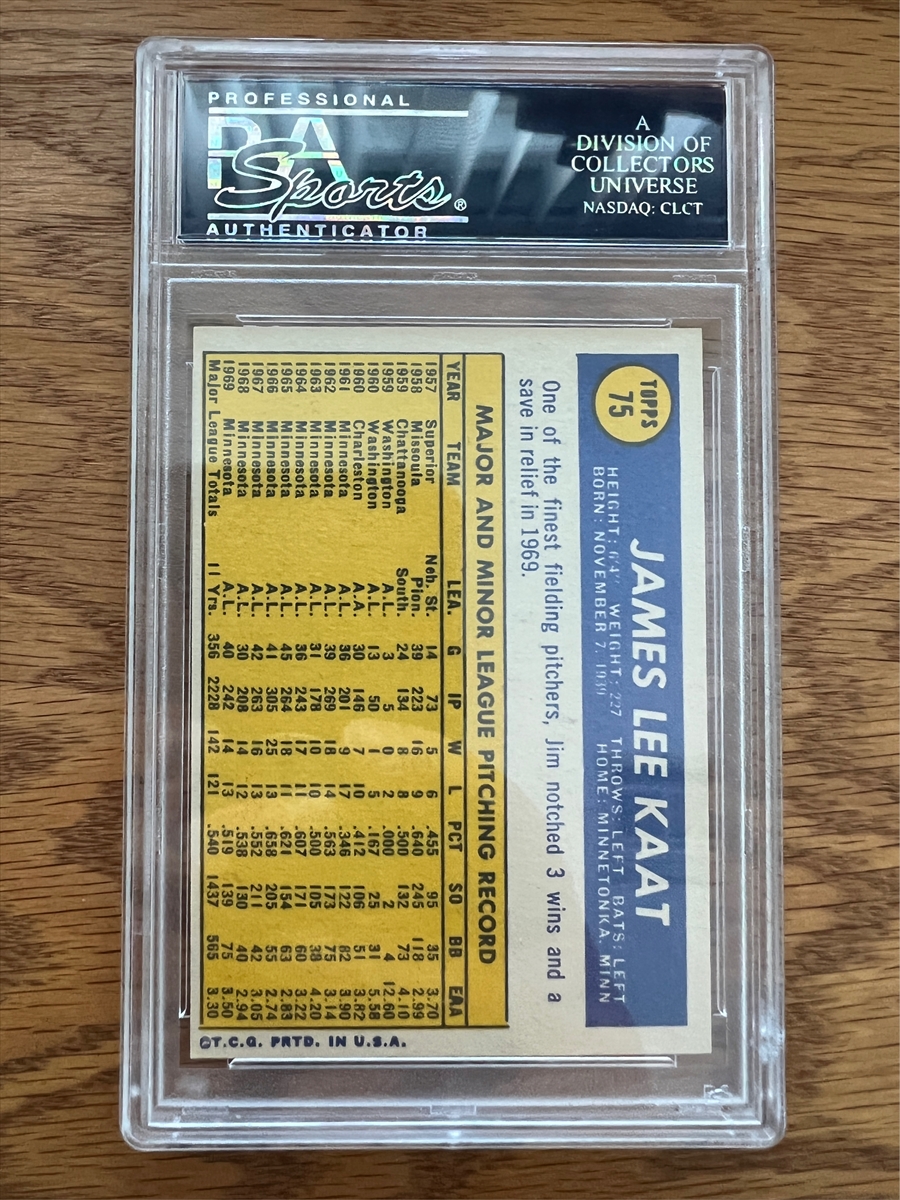 PROFESSIONAL
PSA
Sports®
AUTHENTICATOR
A
DIVISION OF
COLLECTORS
UNIVERSE
NASDAQ: CLCT
TOPPS
75
JAMES LEE KAAT
HEIGHT: 6'4" WEIGHT: 227 THROWS: LEFT BATS: LEFT
BORN: NOVEMBER 7, 1939 HOME: MINNETONKA, MINN
One of the finest fielding pitchers, Jim notched 3 wins and a
save in relief in 1969.
MAJOR AND MINOR LEAGUE PITCHING RECORD
YEAR TEAM LEA G IP W L PCT SO BB ERA
1957 Superior Neb. St. 14 73 5 6 .455 95 35 3.70
1958 Missoula Pion. 39 223 16 9 .640 245 118 2.99
1959 Chattanooga South 24 134 8 8 .500 132 73 4.10
1959 Washington A.L. 3 5 0 2 .000 2 4 12.60
1960 Washington A.L. 13 50 1 5 .167 25 31 5.58
1960 Charleston A.A. 30 146 7 10 .412 106 51 3.82
1961 Minnesota A.L. 36 201 9 17 .346 122 82 3.90
1962 Minnesota A.L. 39 269 18 14 .563 173 75 3.14
1963 Minnesota A.L. 31 178 10 10 .500 105 38 4.20
1964 Minnesota A.L. 36 243 17 11 .607 171 60 3.22
1965 Minnesota A.L. 45 264 18 11 .621 154 63 2.83
1966 Minnesota A.L. 41 305 25 13 .658 205 55 2.74
1967 Minnesota A.L. 42 263 16 13 .552 211 42 3.05
1968 Minnesota A.L. 30 208 14 12 .538 130 40 2.94
1969 Minnesota A.L. 40 242 14 13 .519 139 75 3.50
Major League Totals 11 Yrs. 356 2228 142 121 .540 1437 565 3.30
©T.C.G. PRTD. IN U.S.A.